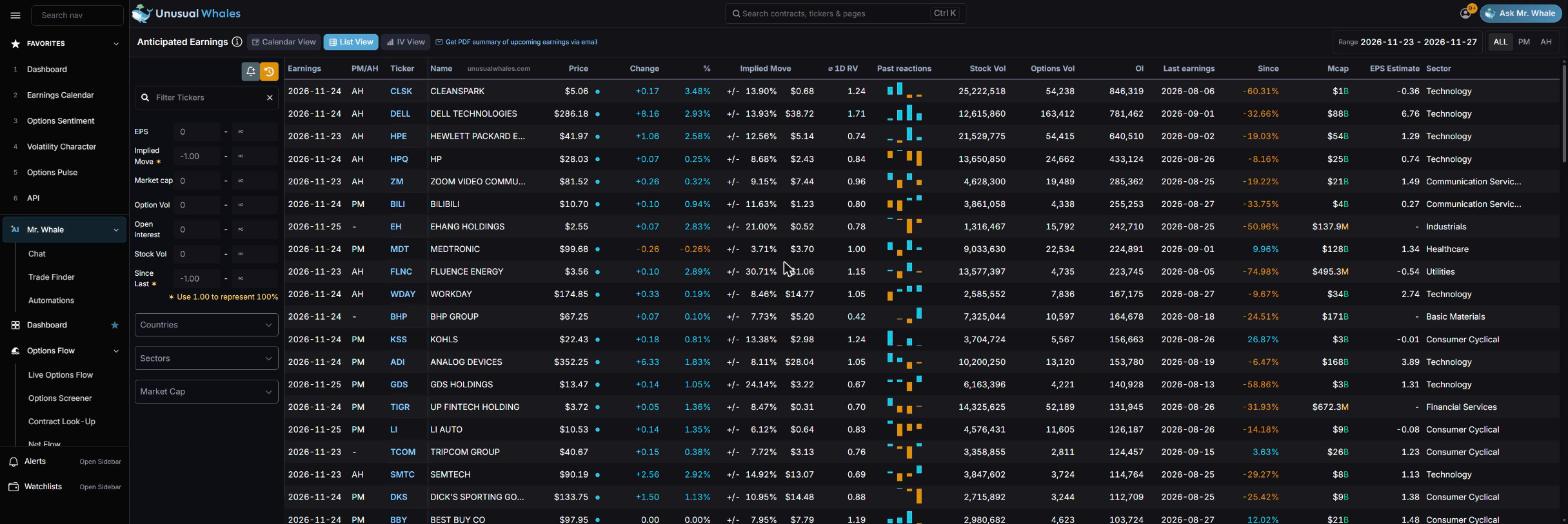 Search nav
Unusual Whales
Search contracts, tickers & pages
Ctrl K
9+
Ask Mr. Whale
FAVORITES
1 Dashboard
2 Earnings Calendar
3 Options Sentiment
4 Volatility Character
5 Options Pulse
6 API
AI Mr. Whale
Chat
Trade Finder
Automations
Dashboard
Options Flow
Live Options Flow
Options Screener
Contract Look-Up
Net Flow
Alerts Open Sidebar
Watchlists Open Sidebar
Anticipated Earnings
Calendar View
List View
IV View
Get PDF summary of upcoming earnings via email
Range 2026-11-23 - 2026-11-27
ALL PM AH
Filter Tickers
EPS 0 - ∞
Implied Move * -1.00 - ∞
Market cap 0 - ∞
Option Vol 0 - ∞
Open interest 0 - ∞
Stock Vol 0 - ∞
Since Last * -1.00 - ∞
* Use 1.00 to represent 100%
Countries
Sectors
Market Cap
Earnings PM/AH Ticker Name unusualwhales.com Price Change % Implied Move ⌀ 1D RV Past reactions Stock Vol Options Vol OI Last earnings Since Mcap EPS Estimate Sector
2026-11-24 AH CLSK CLEANSPARK $5.06 +0.17 3.48% +/- 13.90% $0.68 1.24 25,222,518 54,238 846,319 2026-08-06 -60.31% $1B -0.36 Technology
2026-11-24 AH DELL DELL TECHNOLOGIES $286.18 +8.16 2.93% +/- 13.93% $38.72 1.71 12,615,860 163,412 781,462 2026-09-01 -32.66% $88B 6.76 Technology
2026-11-23 AH HPE HEWLETT PACKARD E... $41.97 +1.06 2.58% +/- 12.56% $5.14 0.74 21,529,775 54,415 640,510 2026-09-02 -19.03% $54B 1.29 Technology
2026-11-24 AH HPQ HP $28.03 +0.07 0.25% +/- 8.68% $2.43 0.84 13,650,850 24,662 433,124 2026-08-26 -8.16% $25B 0.74 Technology
2026-11-23 AH ZM ZOOM VIDEO COMMU... $81.52 +0.26 0.32% +/- 9.15% $7.44 0.96 4,628,300 19,489 285,362 2026-08-25 -19.22% $21B 1.49 Communication Servic...
2026-11-24 PM BILI BILIBILI $10.70 +0.10 0.94% +/- 11.63% $1.23 0.80 3,861,058 4,338 255,253 2026-08-20 -33.75% $4B 0.27 Communication Servic...
2026-11-25 - EH EHANG HOLDINGS $2.55 +0.07 2.83% +/- 21.00% $0.52 0.78 1,316,467 15,792 242,710 2026-08-26 -50.96% $137.9M - Industrials
2026-11-24 PM MDT MEDTRONIC $99.68 -0.26 -0.26% +/- 3.71% $3.70 1.00 9,033,630 22,534 224,891 2026-09-01 9.96% $128B 1.34 Healthcare
2026-11-23 AH FLNC FLUENCE ENERGY $3.56 +0.10 2.89% +/- 30.71% $1.06 1.15 13,577,397 4,735 223,745 2026-08-05 -74.98% $495.3M -0.54 Utilities
2026-11-24 AH WDAY WORKDAY $174.85 +0.33 0.19% +/- 8.46% $14.77 1.05 2,585,552 7,836 167,175 2026-08-27 -9.67% $34B 2.74 Technology
2026-11-24 - BHP BHP GROUP $67.25 +0.07 0.10% +/- 7.73% $5.20 0.42 7,325,044 10,597 164,678 2026-08-18 -24.51% $171B - Basic Materials
2026-11-24 PM KSS KOHLS $22.43 +0.18 0.81% +/- 13.38% $2.98 1.24 3,704,724 5,567 156,663 2026-08-26 26.87% $3B -0.01 Consumer Cyclical
2026-11-24 PM ADI ANALOG DEVICES $352.25 +6.33 1.83% +/- 8.11% $28.04 1.05 10,200,250 13,120 153,780 2026-08-19 -6.47% $168B 3.89 Technology
2026-11-25 PM GDS GDS HOLDINGS $13.47 +0.14 1.05% +/- 24.14% $3.22 0.67 6,163,396 4,221 140,928 2026-08-13 -58.86% $3B 1.31 Technology
2026-11-24 PM TIGR UP FINTECH HOLDING $3.72 +0.05 1.36% +/- 8.47% $0.31 0.70 14,325,625 52,189 131,945 2026-08-26 -31.93% $672.3M - Financial Services
2026-11-25 PM LI LI AUTO $10.53 +0.14 1.35% +/- 6.12% $0.64 0.83 4,576,431 11,605 126,187 2026-08-26 -14.18% $9B -0.08 Consumer Cyclical
2026-11-23 - TCOM TRIPCOM GROUP $40.67 +0.15 0.38% +/- 7.72% $3.13 0.76 3,358,855 2,811 124,457 2026-09-15 3.63% $26B 1.23 Consumer Cyclical
2026-11-23 AH SMTC SEMTECH $90.19 +2.56 2.92% +/- 14.92% $13.07 0.69 3,847,602 3,724 114,764 2026-08-24 -29.27% $8B 1.13 Technology
2026-11-24 PM DKS DICK'S SPORTING GO... $133.75 +1.50 1.13% +/- 10.95% $14.48 0.88 2,715,892 3,244 112,709 2026-08-25 -25.42% $9B 1.38 Consumer Cyclical
2026-11-24 PM BBY BEST BUY CO $97.95 0.00 0.00% +/- 7.95% $7.79 1.19 2,980,682 4,623 103,724 2026-08-27 12.02% $21B 1.48 Consumer Cyclical